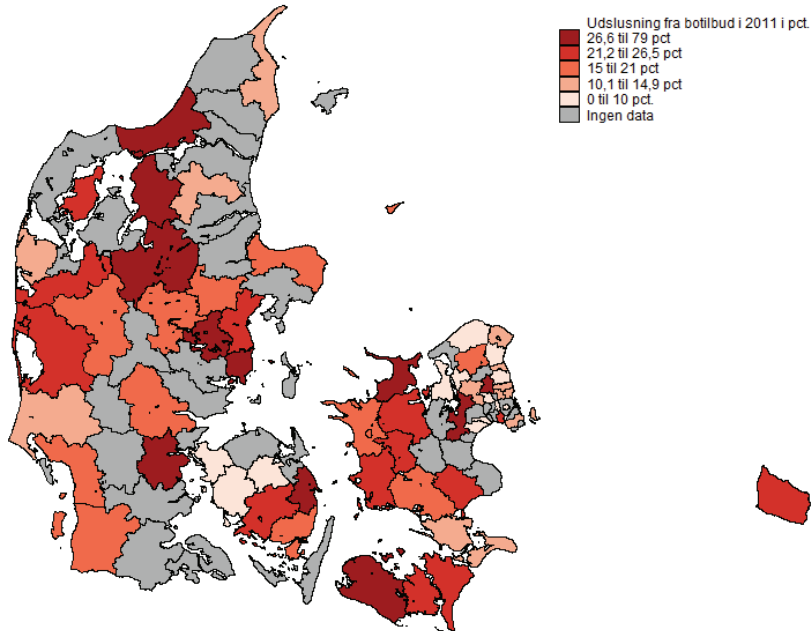 Udslusning fra botilbud i 2011 i pct.
26,6 til 79 pct
21,2 til 26,5 pct
15 til 21 pct
10,1 til 14,9 pct
0 til 10 pct.
Ingen data